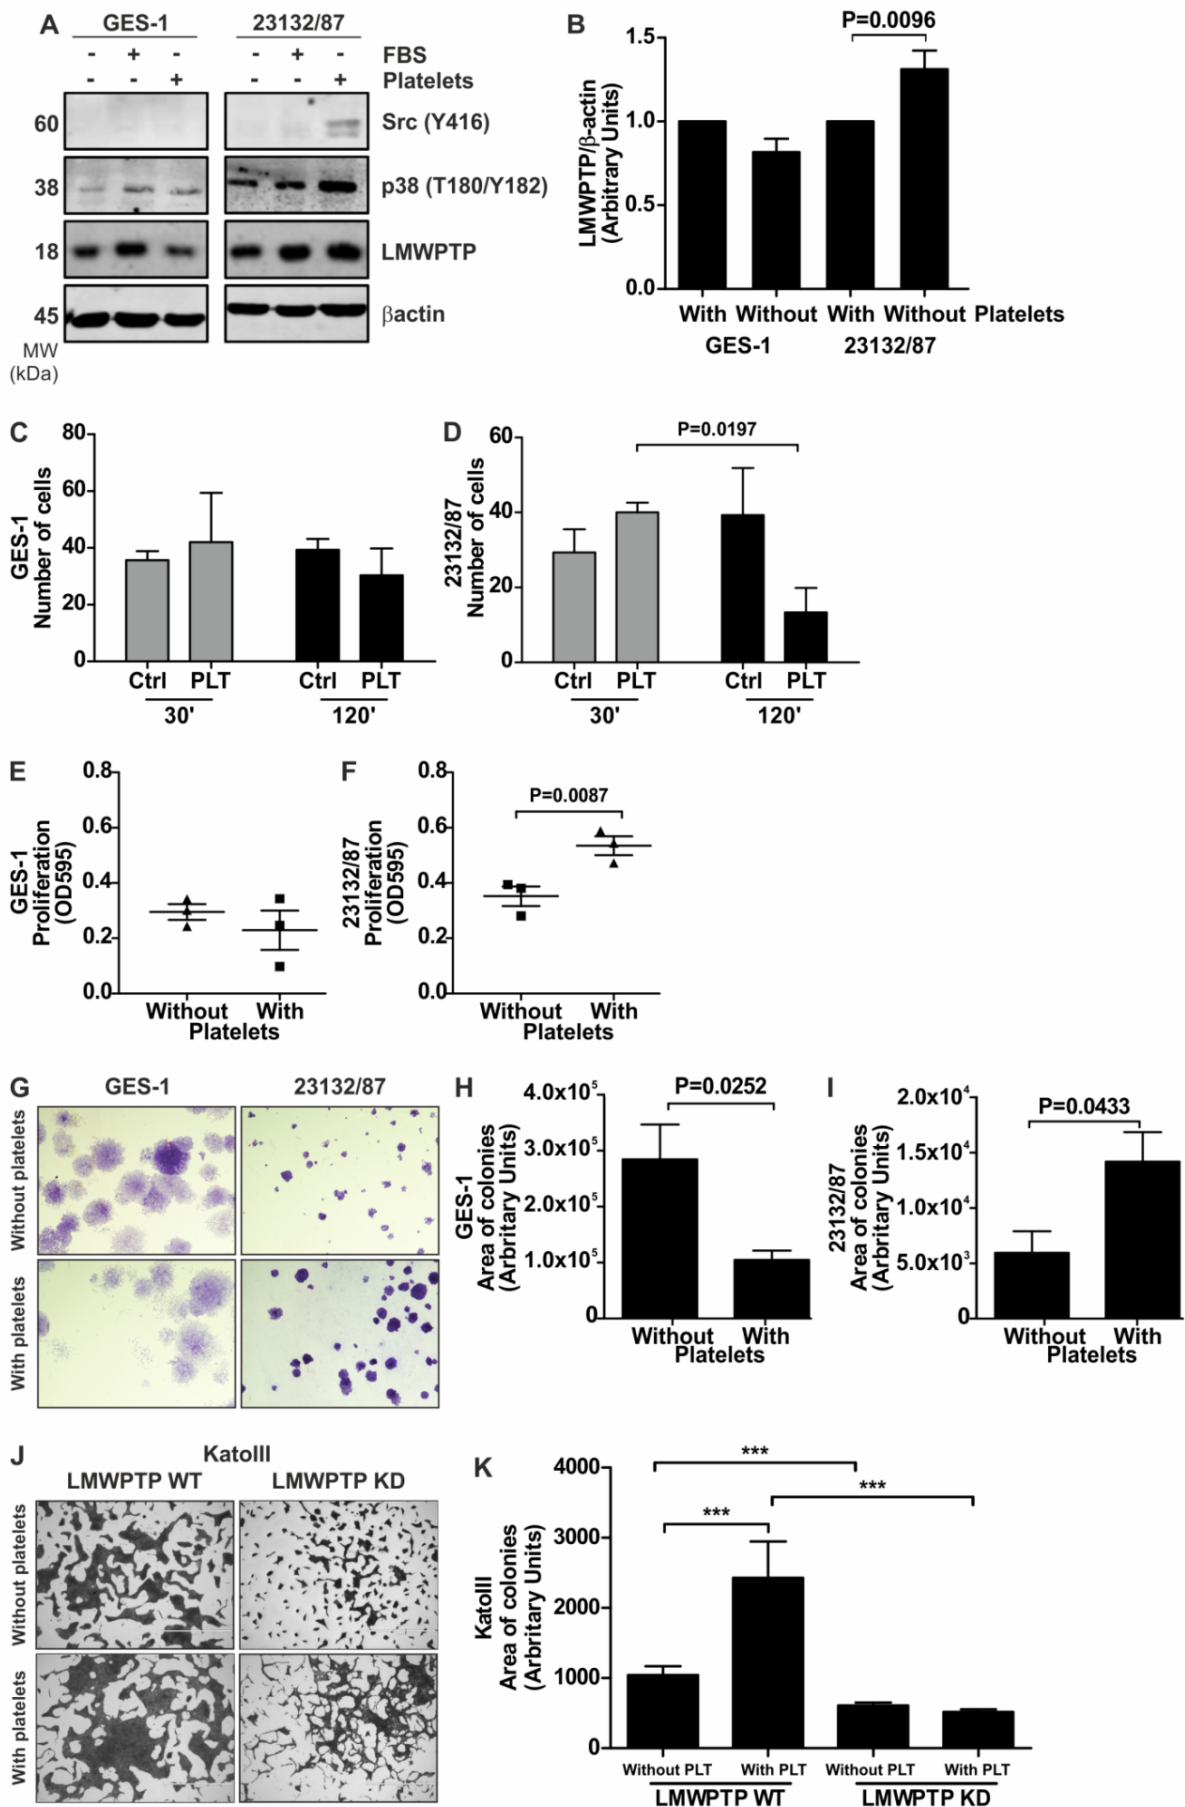 A
GES-1
23132/87
- + - - + - FBS
- - + - - + Platelets
60
Src (Y416)
38
p38 (T180/Y182)
18
LMWPTP
45
βactin
MW
(kDa)
B
P=0.0096
LMWPTP/β-actin
(Arbitrary Units)
1.5
1.0
0.5
0.0
With Without With Without Platelets
GES-1 23132/87
C
GES-1
Number of cells
80
60
40
20
0
Ctrl PLT Ctrl PLT
30' 120'
D
P=0.0197
23132/87
Number of cells
60
40
20
0
Ctrl PLT Ctrl PLT
30' 120'
E
GES-1
Proliferation
(OD595)
0.8
0.6
0.4
0.2
0.0
Without With
Platelets
F
P=0.0087
23132/87
Proliferation
(OD595)
0.8
0.6
0.4
0.2
0.0
Without With
Platelets
G
GES-1 23132/87
Without platelets
With platelets
H
P=0.0252
GES-1
Area of colonies
(Arbritary Units)
4.0x10⁵
3.0x10⁵
2.0x10⁵
1.0x10⁵
0
Without With
Platelets
I
P=0.0433
23132/87
Area of colonies
(Arbritary Units)
2.0x10⁴
1.5x10⁴
1.0x10⁴
5.0x10³
0
Without With
Platelets
J
KatoIII
LMWPTP WT LMWPTP KD
Without platelets
With platelets
K
***
***
***
KatoIII
Area of colonies
(Arbritary Units)
4000
3000
2000
1000
0
Without PLT With PLT Without PLT With PLT
LMWPTP WT LMWPTP KD